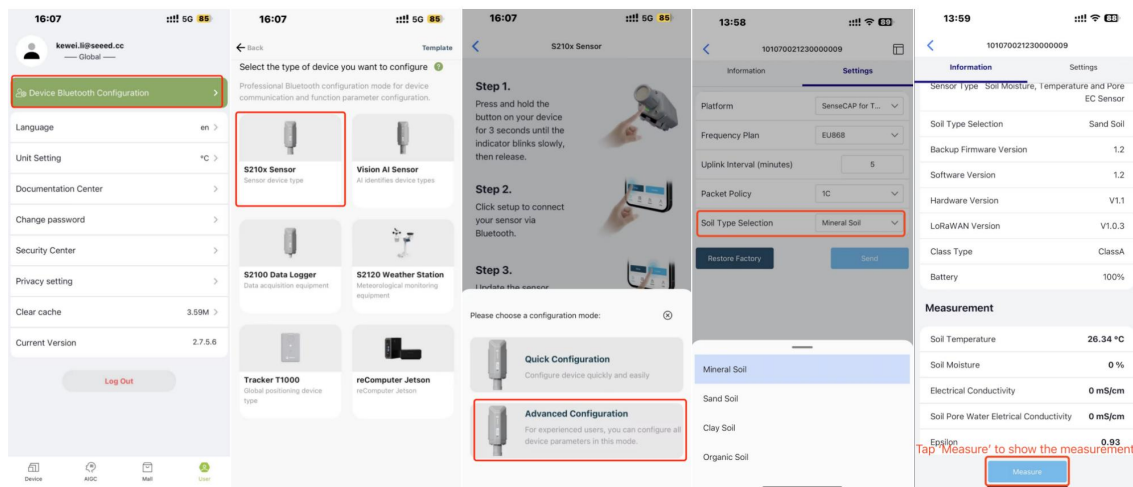 16:07
5G 85
kewei.li@seeed.cc
—— Global ——
Device Bluetooth Configuration
Language
en
Unit Setting
°C
Documentation Center
Change password
Security Center
Privacy setting
Clear cache
3.59M
Current Version
2.7.5.6
Log Out
Device
AIGC
Mall
User
16:07
5G 85
Back
Template
Select the type of device you want to configure
Professional Bluetooth configuration mode for device
communication and function parameter configuration.
S210x Sensor
Sensor device type
Vision AI Sensor
AI identifies device types
S2100 Data Logger
Data acquisition equipment
S2120 Weather Station
Meteorological monitoring
equipment
Tracker T1000
Global positioning device
type
reComputer Jetson
reComputer Jetson
16:07
5G 85
S210x Sensor
Step 1.
Press and hold the
button on your device
for 3 seconds until the
indicator blinks slowly,
then release.
Step 2.
Click setup to connect
your sensor via
Bluetooth.
Step 3.
Update the sensor
Please choose a configuration mode:
Quick Configuration
Configure device quickly and easily
Advanced Configuration
For experienced users, you can configure all
device parameters in this mode.
13:58
101070021230000009
Information
Settings
Platform
SenseCAP for T...
Frequency Plan
EU868
Uplink Interval (minutes)
5
Packet Policy
1C
Soil Type Selection
Mineral Soil
Restore Factory
Send
Mineral Soil
Sand Soil
Clay Soil
Organic Soil
13:59
101070021230000009
Information
Settings
Sensor Type Soil Moisture, Temperature and Pore
EC Sensor
Soil Type Selection
Sand Soil
Backup Firmware Version
1.2
Software Version
1.2
Hardware Version
V1.1
LoRaWAN Version
V1.0.3
Class Type
ClassA
Battery
100%
Measurement
Soil Temperature
26.34 °C
Soil Moisture
0 %
Electrical Conductivity
0 mS/cm
Soil Pore Water Eletrical Conductivity
0 mS/cm
Epsilon
0.93
Tap 'Measure' to show the measurement
Measure